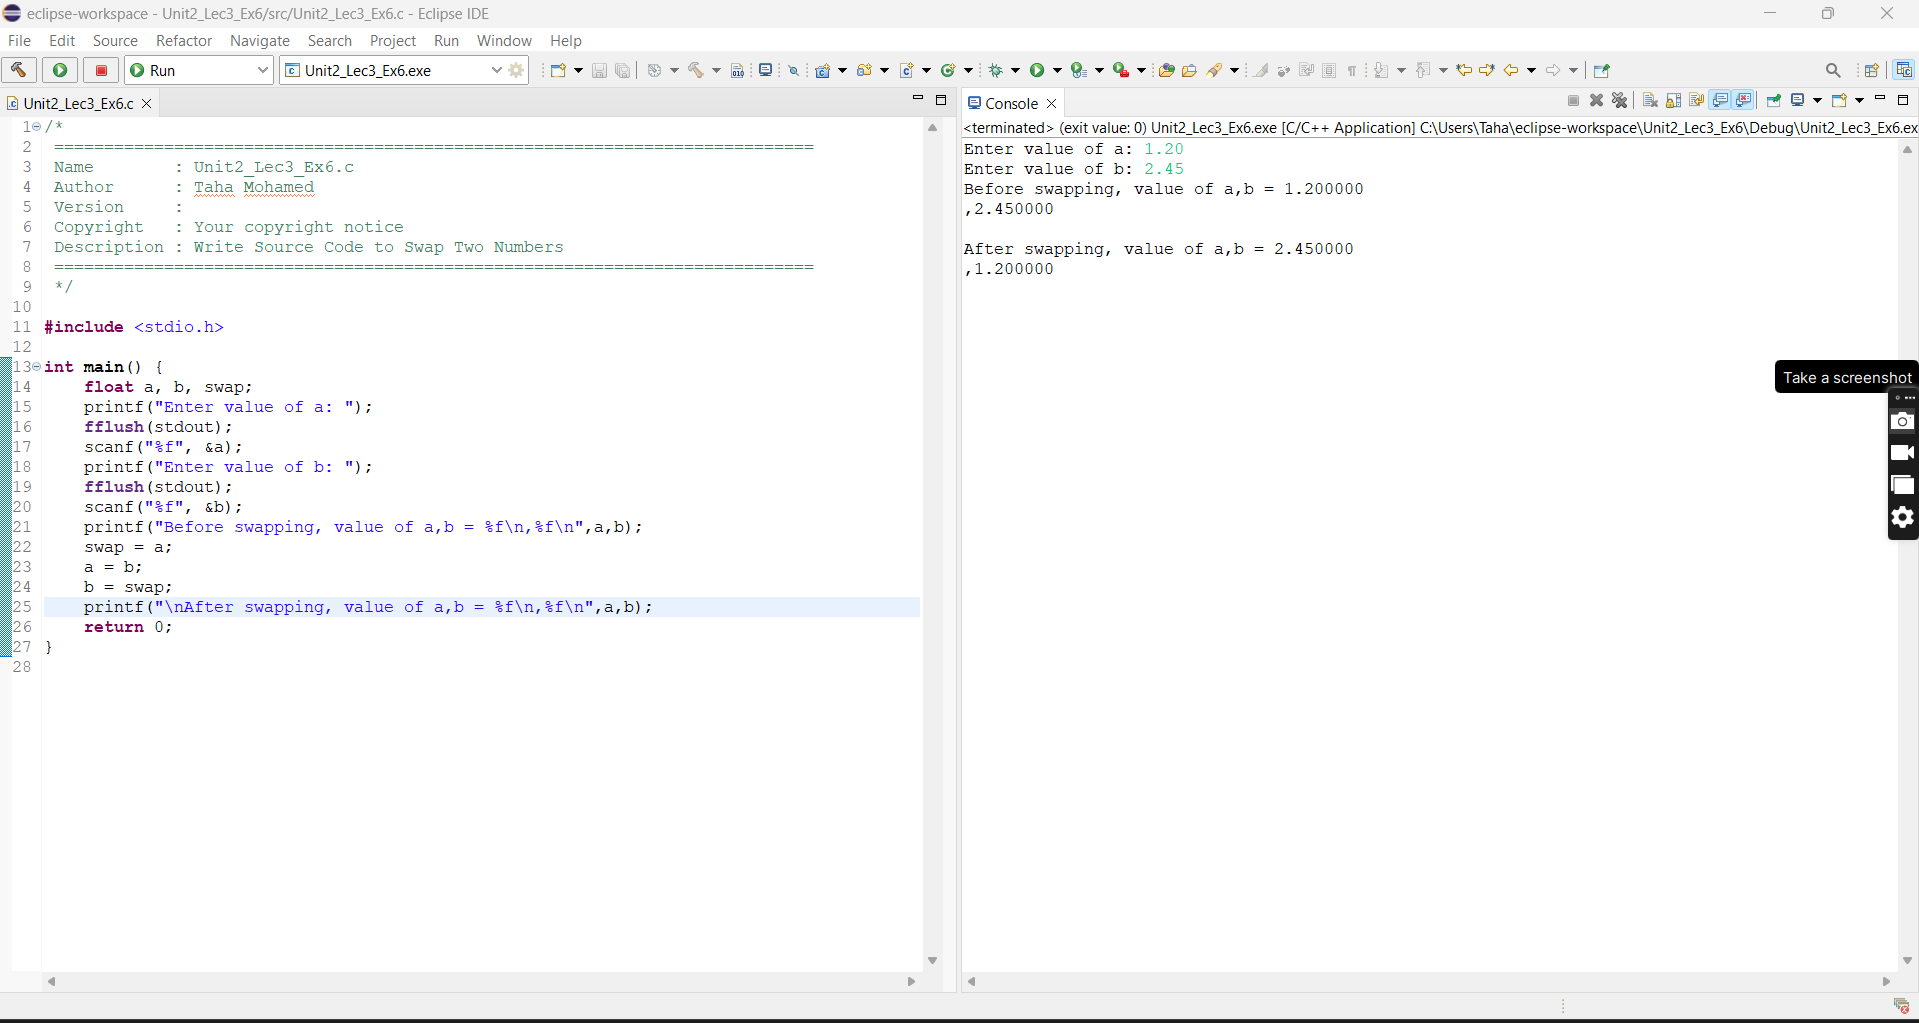 eclipse-workspace - Unit2_Lec3_Ex6/src/Unit2_Lec3_Ex6.c - Eclipse IDE
File Edit Source Refactor Navigate Search Project Run Window Help
Run Unit2_Lec3_Ex6.exe
Unit2_Lec3_Ex6.c
1 /*
2 ============================================================================
3 Name        : Unit2_Lec3_Ex6.c
4 Author      : Taha Mohamed
5 Version     :
6 Copyright   : Your copyright notice
7 Description : Write Source Code to Swap Two Numbers
8 ============================================================================
9 */
10
11 #include <stdio.h>
12
13 int main() {
14     float a, b, swap;
15     printf("Enter value of a: ");
16     fflush(stdout);
17     scanf("%f", &a);
18     printf("Enter value of b: ");
19     fflush(stdout);
20     scanf("%f", &b);
21     printf("Before swapping, value of a,b = %f\n,%f\n",a,b);
22     swap = a;
23     a = b;
24     b = swap;
25     printf("\nAfter swapping, value of a,b = %f\n,%f\n",a,b);
26     return 0;
27 }
28
Console
<terminated> (exit value: 0) Unit2_Lec3_Ex6.exe [C/C++ Application] C:\Users\Taha\eclipse-workspace\Unit2_Lec3_Ex6\Debug\Unit2_Lec3_Ex6.ex
Enter value of a: 1.20
Enter value of b: 2.45
Before swapping, value of a,b = 1.200000
,2.450000
After swapping, value of a,b = 2.450000
,1.200000
Take a screenshot